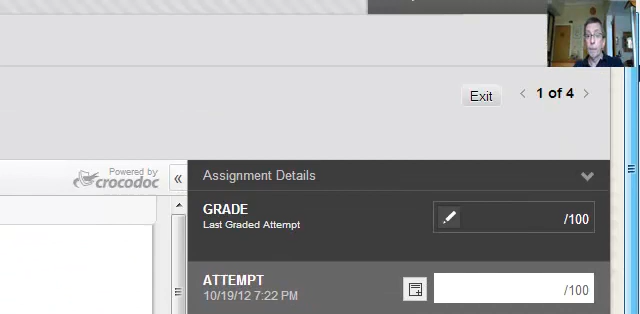 Exit
< 1 of 4 >
Powered by
crocodoc
«
Assignment Details
GRADE
/100
Last Graded Attempt
ATTEMPT
10/19/12 7:22 PM
/100